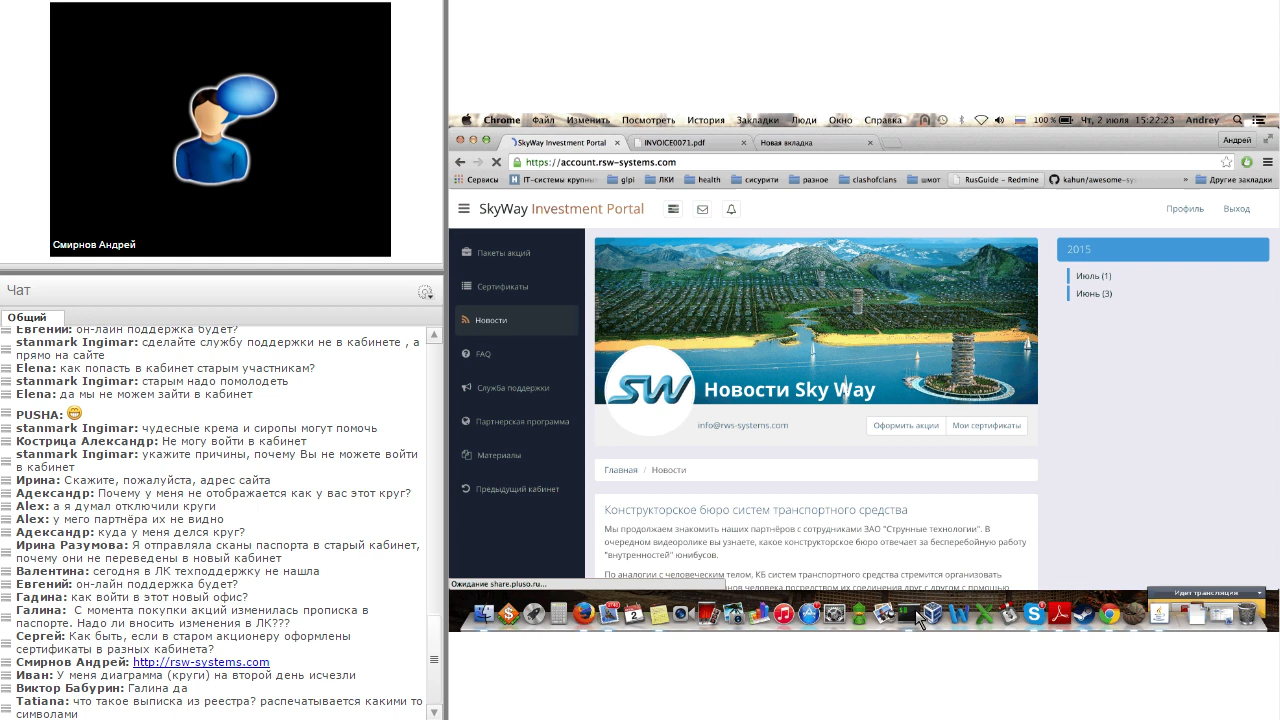 Смирнов Андрей
Чат
Общий
Евгений: он-лайн поддержка будет?
stanmark Ingimar: сделайте службу поддержки не в кабинете , а
прямо на сайте
Elena: как попасть в кабинет старым участникам?
stanmark Ingimar: старым надо помолодеть
Elena: да мы не можем зайти в кабинет
PUSHA:
stanmark Ingimar: чудесные крема и сиропы могут помочь
Кострица Александр: Не могу войти в кабинет
stanmark Ingimar: укажите причины, почему Вы не можете войти
в кабинет
Ирина: Скажите, пожалуйста, адрес сайта
Адександр: Почему у меня не отображается как у вас этот круг?
Alex: а я думал отключили круги
Alex: у мего партнёра их не видно
Адександр: куда у меня делся круг?
Ирина Разумова: Я отправляла сканы паспорта в старый кабинет,
почему они не переведены в новый кабинет
Валентина: сегодня в ЛК техподдержку не нашла
Евгений: он-лайн поддержка будет?
Гадина: как войти в этот новый офис?
Галина: С момента покупки акций изменилась прописка в
паспорте. Надо ли вносить изменения в ЛК???
Сергей: Как быть, если в старом акционеру оформлены
сертификаты в разных кабинета?
Смирнов Андрей: http://rsw-systems.com
Иван: У меня диаграмма (круги) на второй день исчезли
Виктор Бабурин: Галина да
Tatiana: что такое выписка из реестра? распечатывается какими то
символами
Chrome Файл Изменить Посмотреть История Закладки Люди Окно Справка 100 % Чт, 2 июля 15:22:23 Andrey
SkyWay Investment Portal INVOICE0071.pdf Новая вкладка Андрей
https://account.rsw-systems.com
Сервисы IT-системы крупны glpi ЛКИ health сисурити разное clashofclans шмот RusGuide – Redmine kahun/awesome-sy » Другие закладки
SkyWay Investment Portal Профиль Выход
Пакеты акций
Сертификаты
Новости
FAQ
Служба поддержки
Партнерская программа
Материалы
Предыдущий кабинет
SW
Новости Sky Way
info@rws-systems.com Оформить акции Мои сертификаты
2015
Июль (1)
Июнь (3)
Главная / Новости
Конструкторское бюро систем транспортного средства
Мы продолжаем знакомить наших партнёров с сотрудниками ЗАО "Струнные технологии". В
очередном видеоролике вы узнаете, какое конструкторское бюро отвечает за бесперебойную работу
"внутренностей" юнибусов.
По аналогии с человеческим телом, КБ систем транспортного средства стремится организовать
Ожидание share.pluso.ru...
Идет трансляция